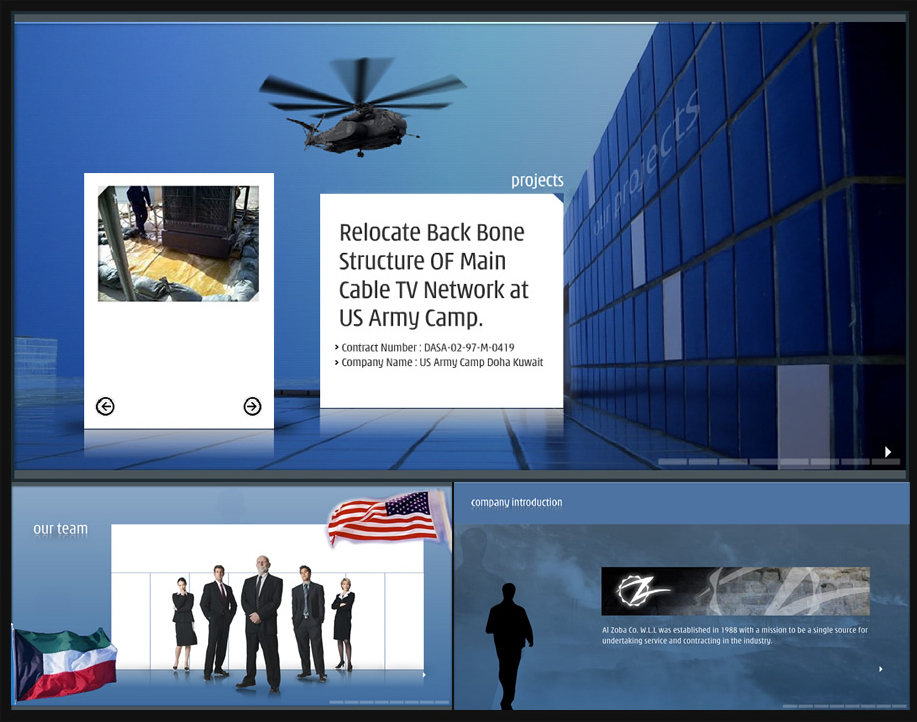 our projects
projects
Relocate Back Bone
Structure OF Main
Cable TV Network at
US Army Camp.
Contract Number : DASA-02-97-M-0419
Company Name : US Army Camp Doha Kuwait
our team
company introduction
Al Zoba Co. W.L.L was established in 1988 with a mission to be a single source for
undertaking service and contracting in the industry.